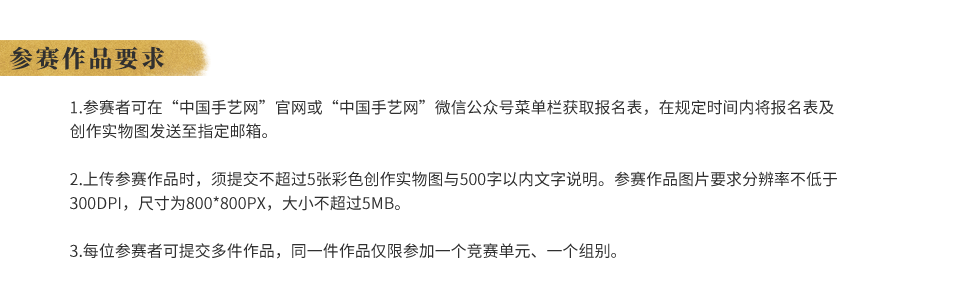 参赛作品要求
1.参赛者可在“中国手艺网”官网或“中国手艺网”微信公众号菜单栏获取报名表，在规定时间内将报名表及
创作实物图发送至指定邮箱。
2.上传参赛作品时，须提交不超过5张彩色创作实物图与500字以内文字说明。参赛作品图片要求分辨率不低于
300DPI，尺寸为800*800PX，大小不超过5MB。
3.每位参赛者可提交多件作品，同一件作品仅限参加一个竞赛单元、一个组别。